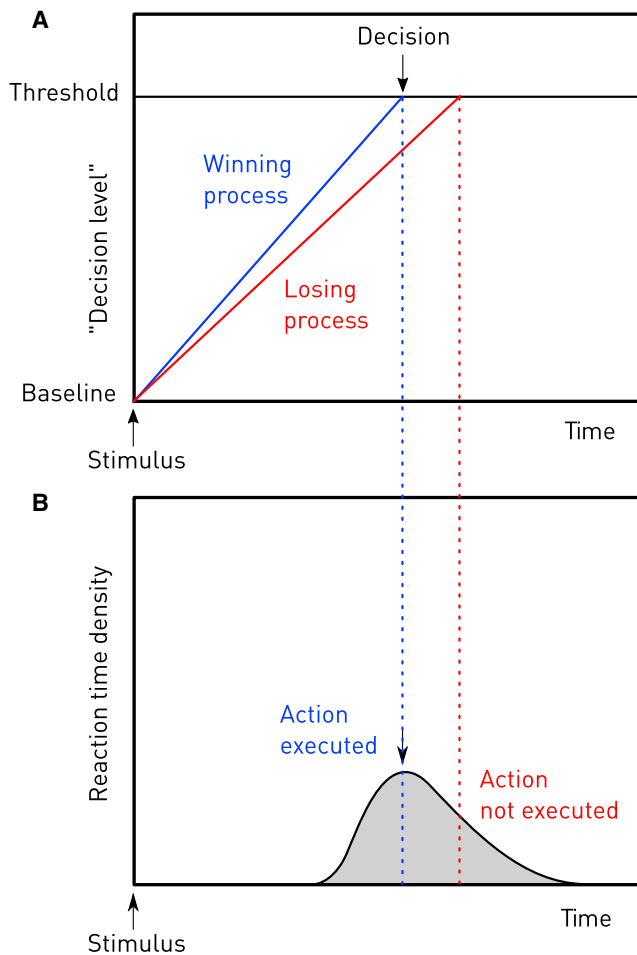 A
Decision
Threshold
Winning
process
"Decision level"
Losing
process
Baseline
Time
Stimulus
B
Reaction time density
Action
executed
Action
not executed
Time
Stimulus